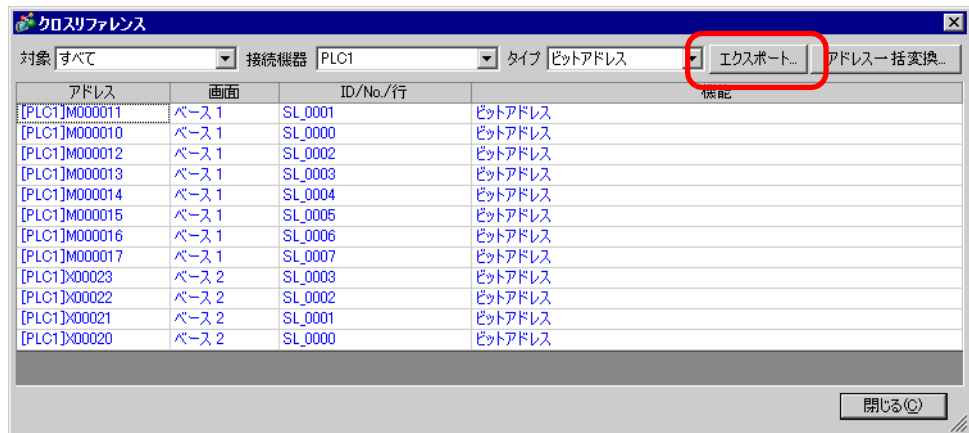 クロスリファレンス
対象 すべて 接続機器 PLC1 タイプ ビットアドレス エクスポート... アドレス一括変換...
アドレス 画面 ID/No./行 機能
[PLC1]M000011 ベース 1 SL_0001 ビットアドレス
[PLC1]M000010 ベース 1 SL_0000 ビットアドレス
[PLC1]M000012 ベース 1 SL_0002 ビットアドレス
[PLC1]M000013 ベース 1 SL_0003 ビットアドレス
[PLC1]M000014 ベース 1 SL_0004 ビットアドレス
[PLC1]M000015 ベース 1 SL_0005 ビットアドレス
[PLC1]M000016 ベース 1 SL_0006 ビットアドレス
[PLC1]M000017 ベース 1 SL_0007 ビットアドレス
[PLC1]X00023 ベース 2 SL_0003 ビットアドレス
[PLC1]X00022 ベース 2 SL_0002 ビットアドレス
[PLC1]X00021 ベース 2 SL_0001 ビットアドレス
[PLC1]X00020 ベース 2 SL_0000 ビットアドレス
閉じる(C)